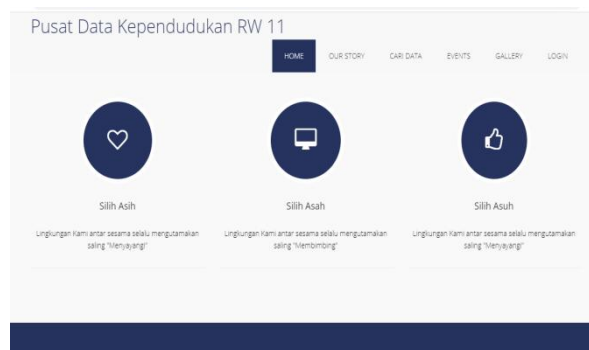 Pusat Data Kependudukan RW 11
HOME OUR STORY CARI DATA EVENTS GALLERY LOGIN
Silih Asih
Lingkungan Kami antar sesama selalu mengutamakan
saling "Menyayangi"
Silih Asah
Lingkungan Kami antar sesama selalu mengutamakan
saling "Membimbing"
Silih Asuh
Lingkungan Kami antar sesama selalu mengutamakan
saling "Menyayangi"